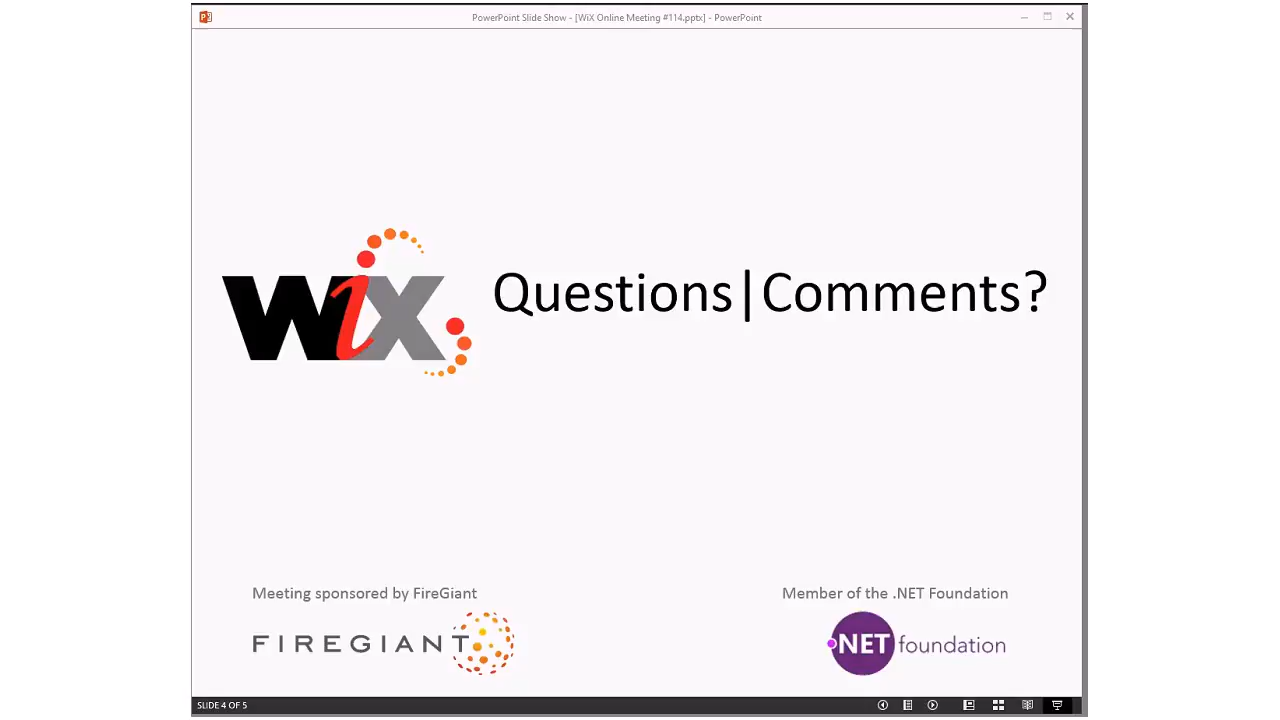 PowerPoint Slide Show - [WiX Online Meeting #114.pptx] - PowerPoint
WiX
Questions|Comments?
Meeting sponsored by FireGiant
Member of the .NET Foundation
FIREGIANT
.NET foundation
SLIDE 4 OF 5